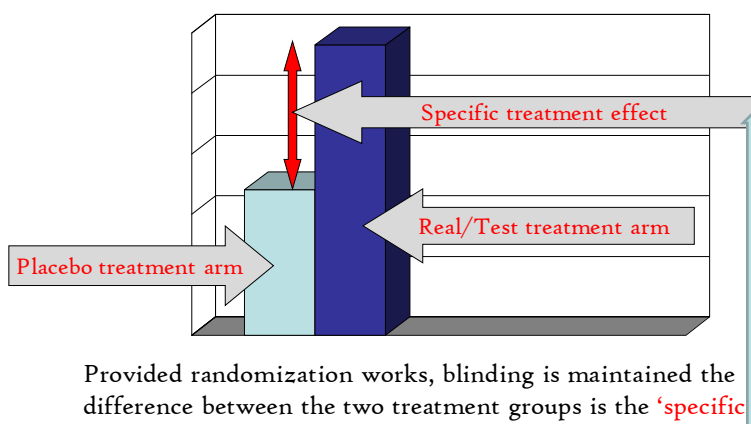 Specific treatment effect
Real/Test treatment arm
Placebo treatment arm
Provided randomization works, blinding is maintained the
difference between the two treatment groups is the ‘specific